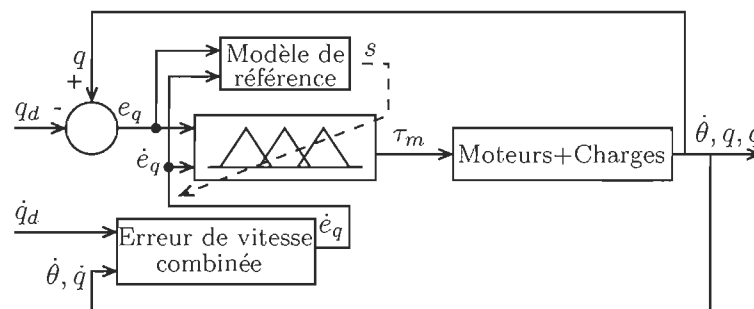 q
+
q_d
-
e_q
Modèle de
référence
s
ė_q
τ_m
Moteurs+Charges
θ̇, q, q̇
q̇_d
Erreur de vitesse
combinée
ė_q
θ̇, q̇